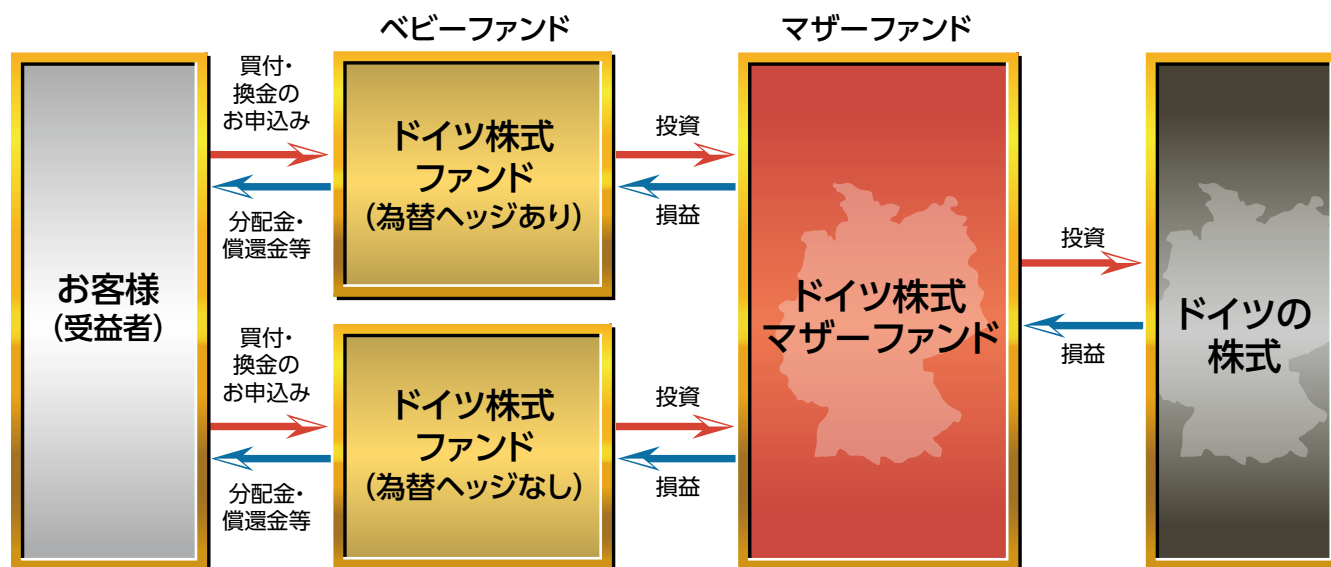 ベビーファンド
マザーファンド
お客様
(受益者)
買付・
換金の
お申込み
分配金・
償還金等
ドイツ株式
ファンド
(為替ヘッジあり)
投資
損益
買付・
換金の
お申込み
分配金・
償還金等
ドイツ株式
ファンド
(為替ヘッジなし)
投資
損益
ドイツ株式
マザーファンド
投資
損益
ドイツの
株式